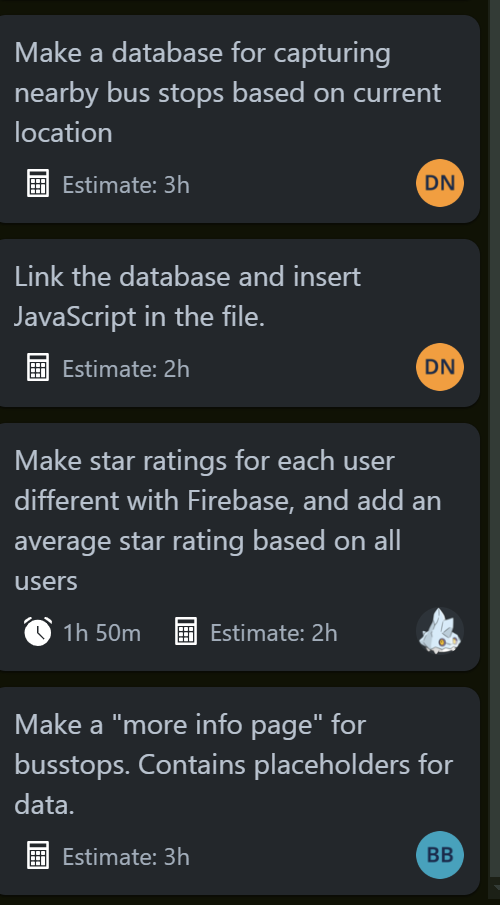 Make a database for capturing
nearby bus stops based on current
location
Estimate: 3h
DN
Link the database and insert
JavaScript in the file.
Estimate: 2h
DN
Make star ratings for each user
different with Firebase, and add an
average star rating based on all
users
1h 50m Estimate: 2h
Make a "more info page" for
busstops. Contains placeholders for
data.
Estimate: 3h
BB